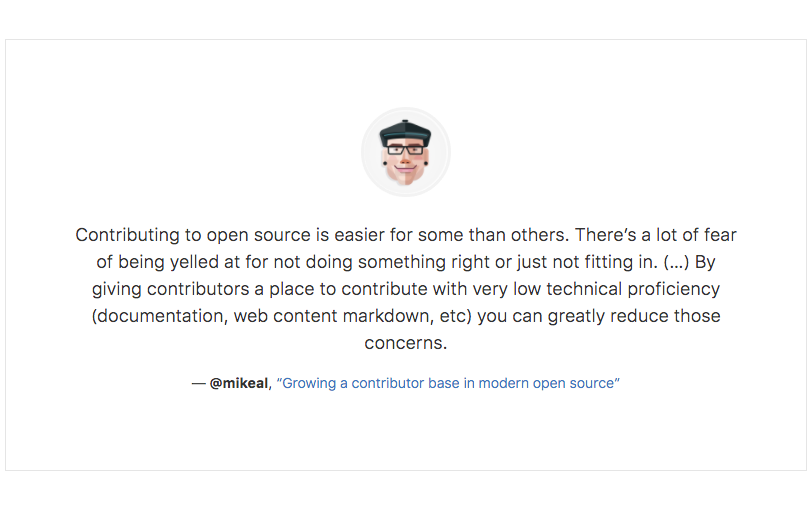 Contributing to open source is easier for some than others. There’s a lot of fear
of being yelled at for not doing something right or just not fitting in. (…) By
giving contributors a place to contribute with very low technical proficiency
(documentation, web content markdown, etc) you can greatly reduce those
concerns.
— @mikeal, “Growing a contributor base in modern open source”